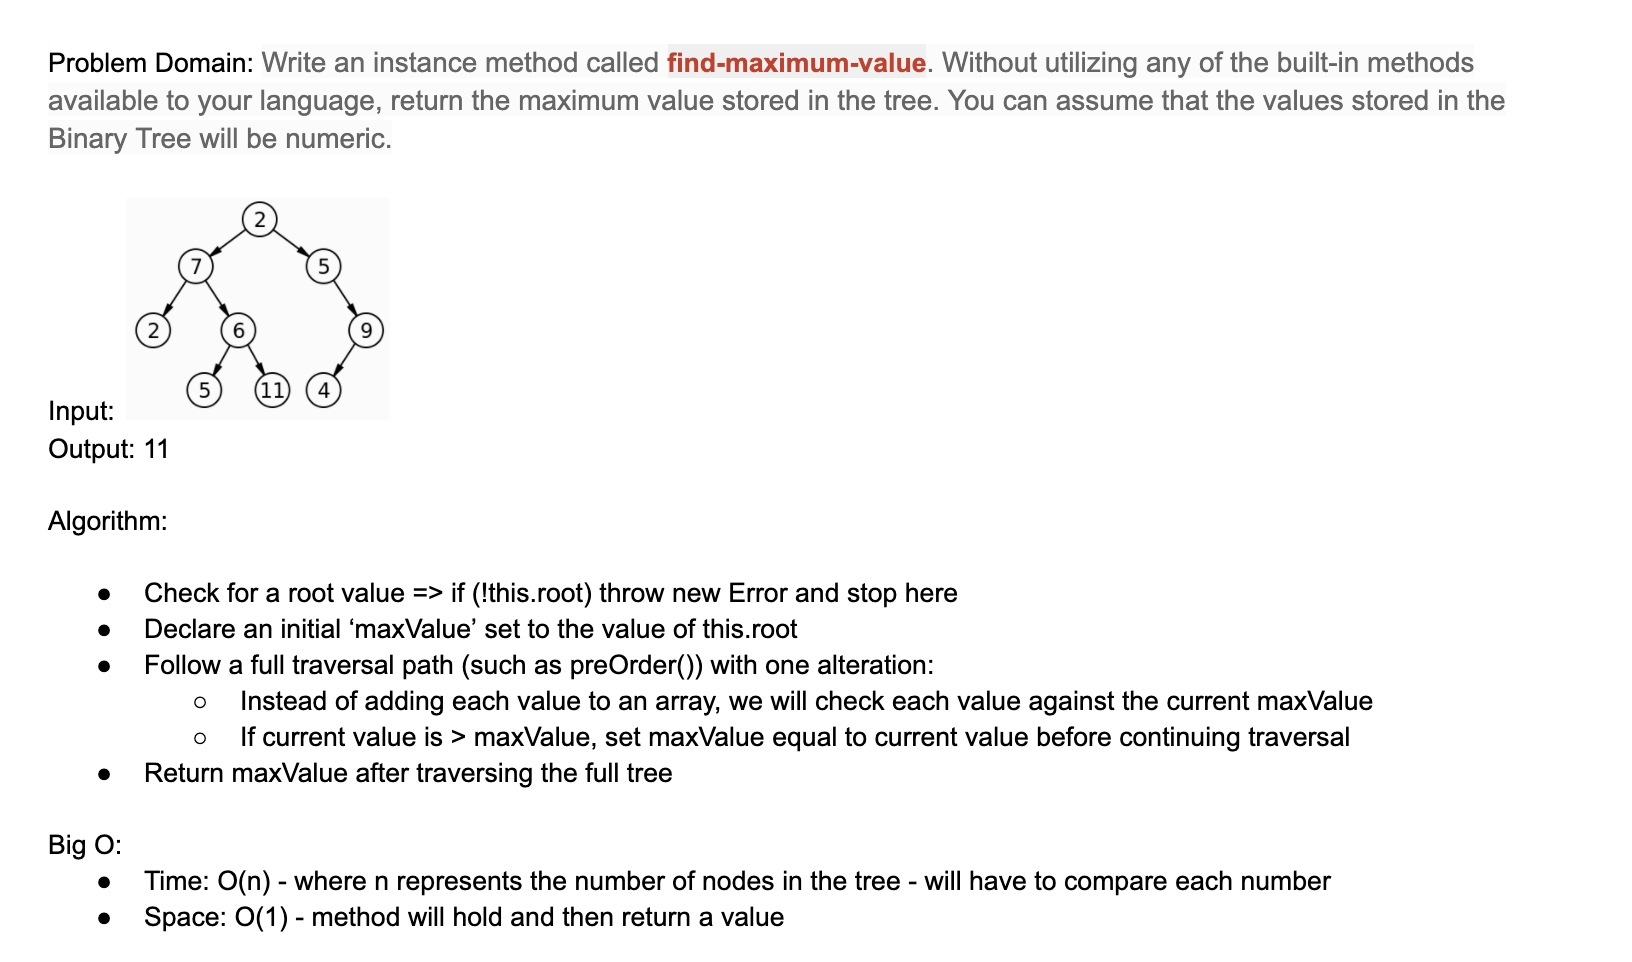 Problem Domain: Write an instance method called find-maximum-value. Without utilizing any of the built-in methods
available to your language, return the maximum value stored in the tree. You can assume that the values stored in the
Binary Tree will be numeric.
2
7 5
2 6 9
5 11 4
Input:
Output: 11
Algorithm:
● Check for a root value => if (!this.root) throw new Error and stop here
● Declare an initial ‘maxValue’ set to the value of this.root
● Follow a full traversal path (such as preOrder()) with one alteration:
○ Instead of adding each value to an array, we will check each value against the current maxValue
○ If current value is > maxValue, set maxValue equal to current value before continuing traversal
● Return maxValue after traversing the full tree
Big O:
● Time: O(n) - where n represents the number of nodes in the tree - will have to compare each number
● Space: O(1) - method will hold and then return a value